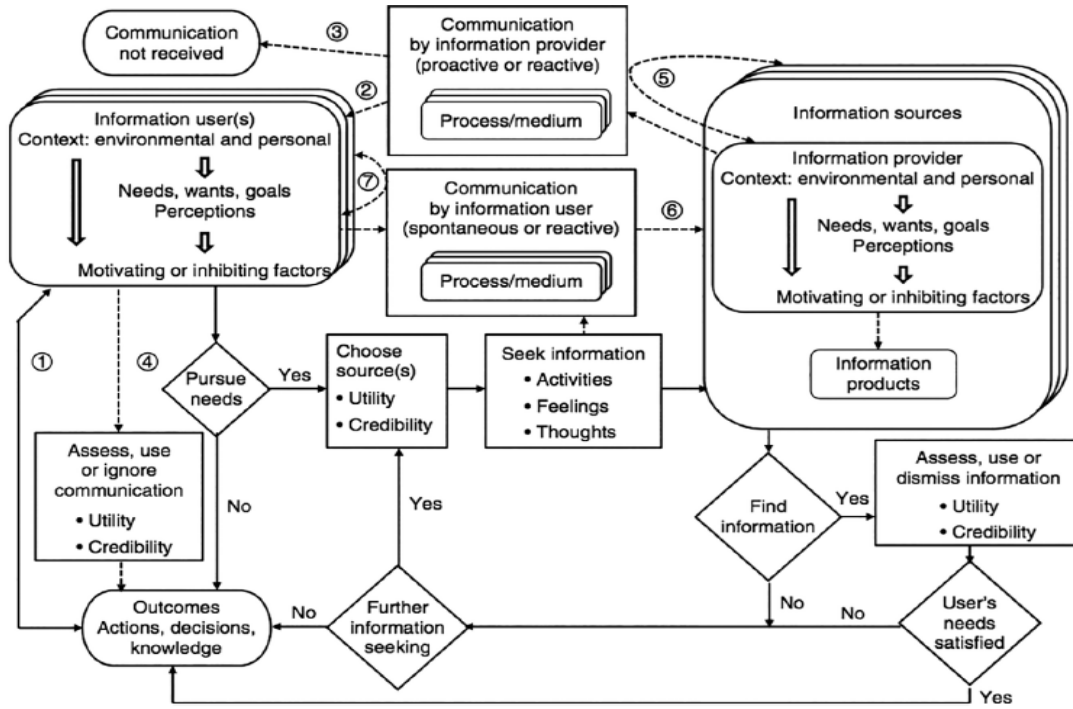 Communication
not received
③
Communication
by information provider
(proactive or reactive)
Process/medium
②
⑤
Information user(s)
Context: environmental and personal
Needs, wants, goals
Perceptions
Motivating or inhibiting factors
⑦
Communication
by information user
(spontaneous or reactive)
Process/medium
⑥
Information sources
Information provider
Context: environmental and personal
Needs, wants, goals
Perceptions
Motivating or inhibiting factors
Information
products
①
④
Pursue
needs
Yes
No
Choose
source(s)
• Utility
• Credibility
Seek information
• Activities
• Feelings
• Thoughts
Assess, use
or ignore
communication
• Utility
• Credibility
Yes
Find
information
Yes
No
Assess, use or
dismiss information
• Utility
• Credibility
Outcomes
Actions, decisions,
knowledge
No
Further
information
seeking
No
User's
needs
satisfied
Yes